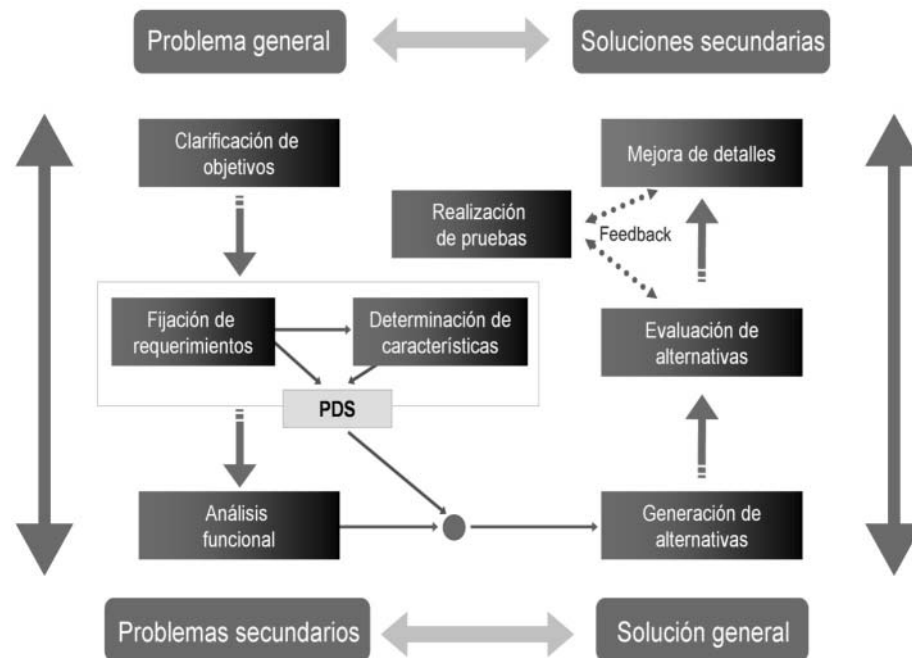 Problema general
Soluciones secundarias
Clarificación de
objetivos
Mejora de detalles
Realización
de pruebas
Feedback
Fijación de
requerimientos
Determinación de
características
Evaluación de
alternativas
PDS
Análisis
funcional
Generación de
alternativas
Problemas secundarios
Solución general